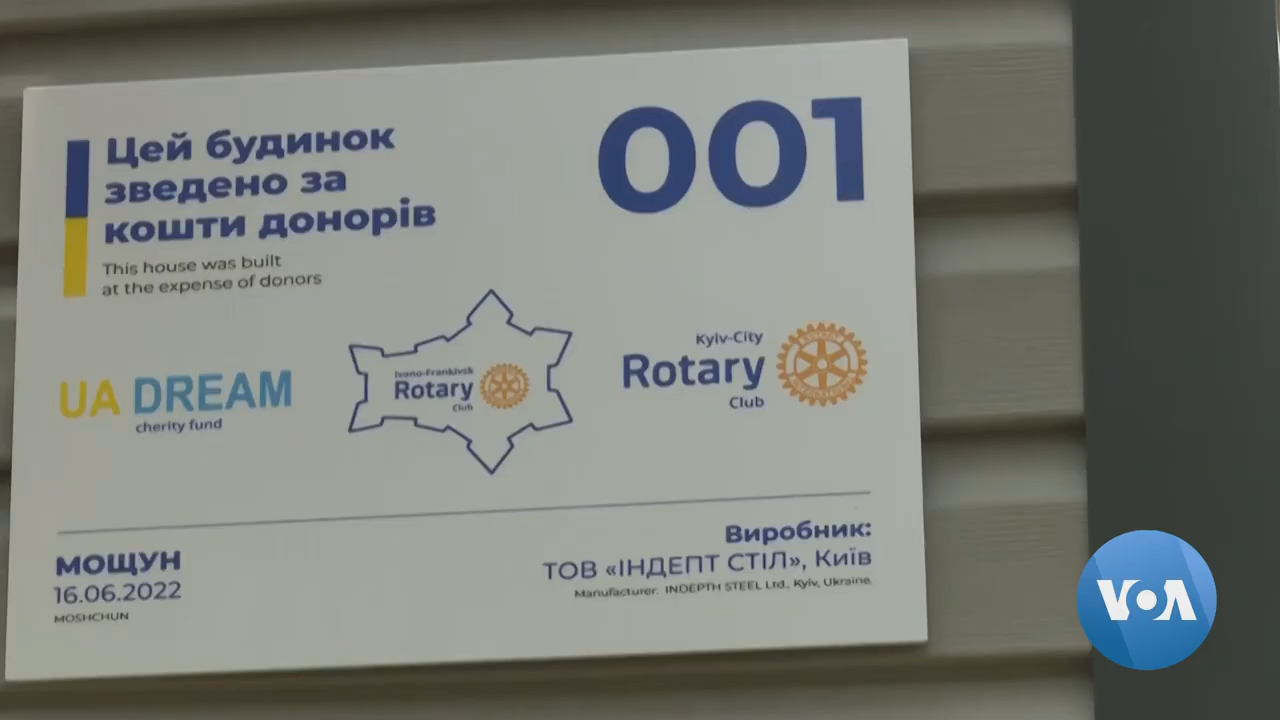 Цей будинок
зведено за
кошти донорів
This house was built
at the expense of donors
001
UA DREAM
cherity fund
Ivano-Frankivsk
Rotary
Club
Kyiv-City
Rotary
Club
МОЩУН
16.06.2022
MOSHCHUN
Виробник:
ТОВ «ІНДЕПТ СТІЛ», Київ
Manufacturer: INDEPTH STEEL Ltd., Kyiv, Ukraine.
VOA